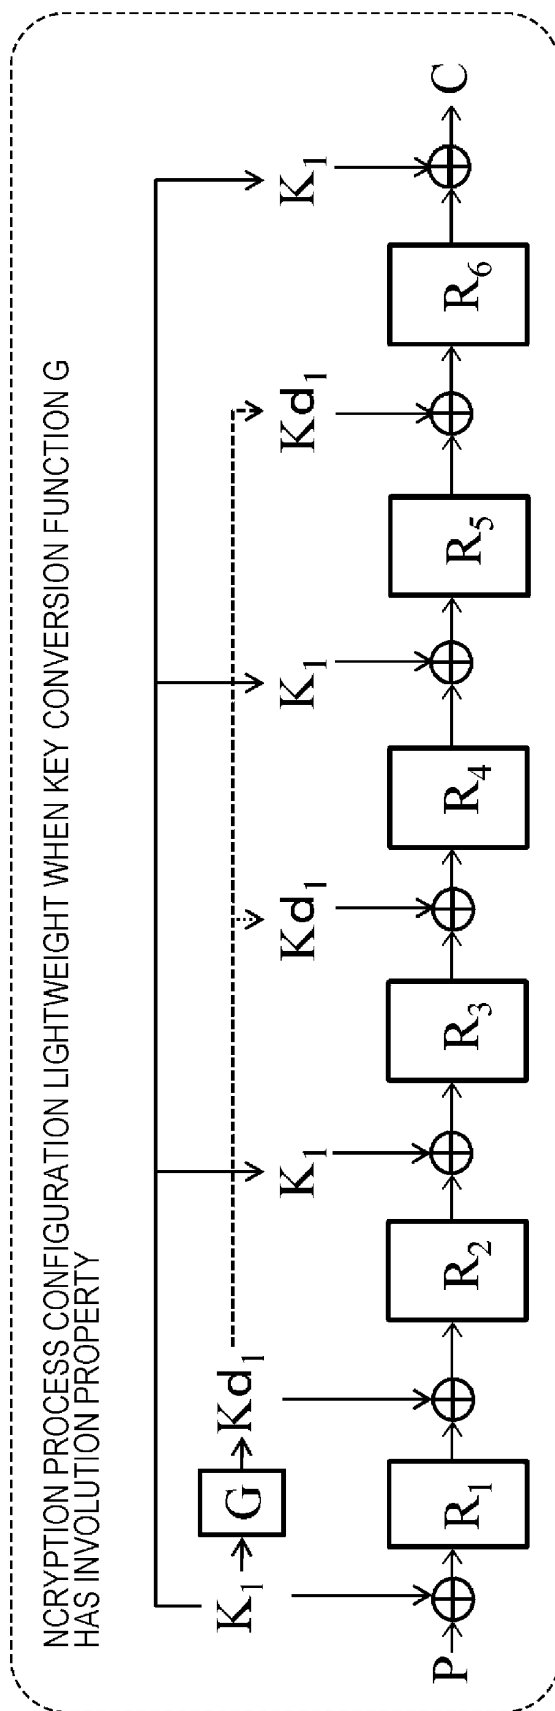 NCRYPTION PROCESS CONFIGURATION LIGHTWEIGHT WHEN KEY CONVERSION FUNCTION G
HAS INVOLUTION PROPERTY
K₁ G Kd₁ K₁ Kd₁ K₁ Kd₁ K₁
P R₁ R₂ R₃ R₄ R₅ R₆ C